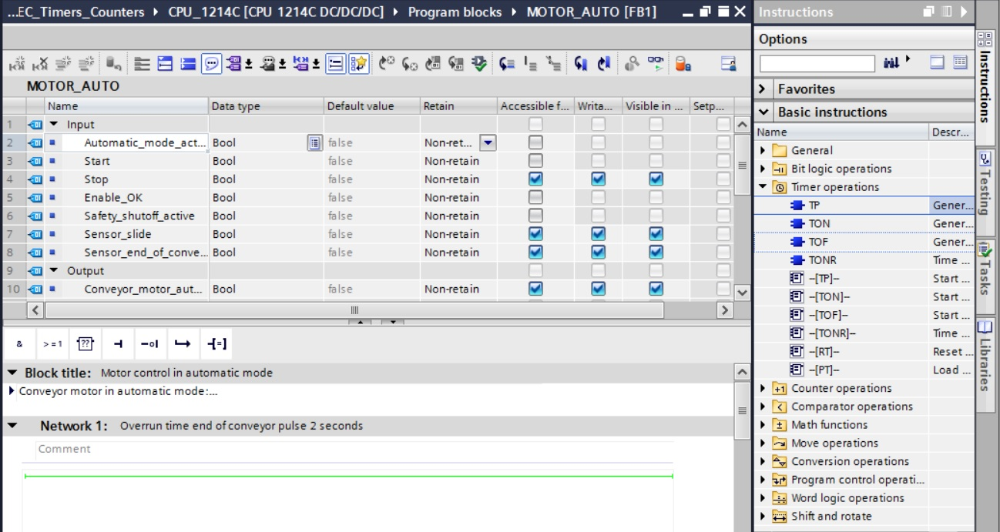 ...EC_Timers_Counters ▸ CPU_1214C [CPU 1214C DC/DC/DC] ▸ Program blocks ▸ MOTOR_AUTO [FB1]
MOTOR_AUTO
Name Data type Default value Retain Accessible f... Writa... Visible in ... Setp...
1 Input
2 Automatic_mode_act... Bool false Non-ret...
3 Start Bool false Non-retain
4 Stop Bool false Non-retain
5 Enable_OK Bool false Non-retain
6 Safety_shutoff_active Bool false Non-retain
7 Sensor_slide Bool false Non-retain
8 Sensor_end_of_conve... Bool false Non-retain
9 Output
10 Conveyor_motor_aut... Bool false Non-retain
& >=1 ?? -[=]
Block title: Motor control in automatic mode
Conveyor motor in automatic mode:...
Network 1: Overrun time end of conveyor pulse 2 seconds
Comment
Instructions
Options
Favorites
Basic instructions
Name Descr...
General
Bit logic operations
Timer operations
TP Gener...
TON Gener...
TOF Gener...
TONR Time ...
–[TP]– Start ...
–[TON]– Start ...
–[TOF]– Start ...
–[TONR]– Time ...
–[RT]– Reset ...
–[PT]– Load ...
Counter operations
Comparator operations
Math functions
Move operations
Conversion operations
Program control operati...
Word logic operations
Shift and rotate
Instructions
Testing
Tasks
Libraries